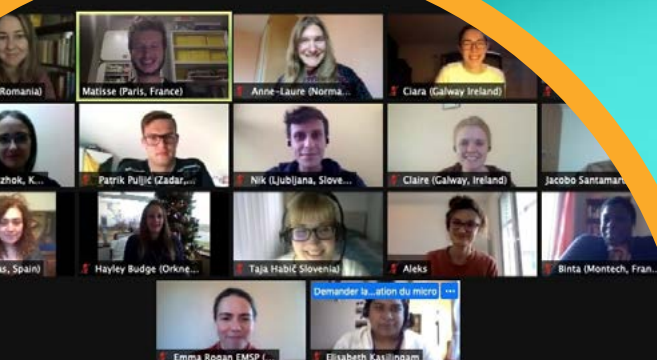 Romania)
Matisse (Paris, France)
Anne-Laure (Norma...
Ciara (Galway Ireland)
zhok, K...
Patrik Puljić (Zadar,...
Nik (Ljubljana, Slove...
Claire (Galway, Ireland)
Jacobo Santamar
as, Spain)
Hayley Budge (Orkne...
Taja Habič Slovenia)
Aleks
Binta (Montech, Fran...
Demander la...ation du micro ...
Emma Rogan EMSP (...
Elisabeth Kasilingam